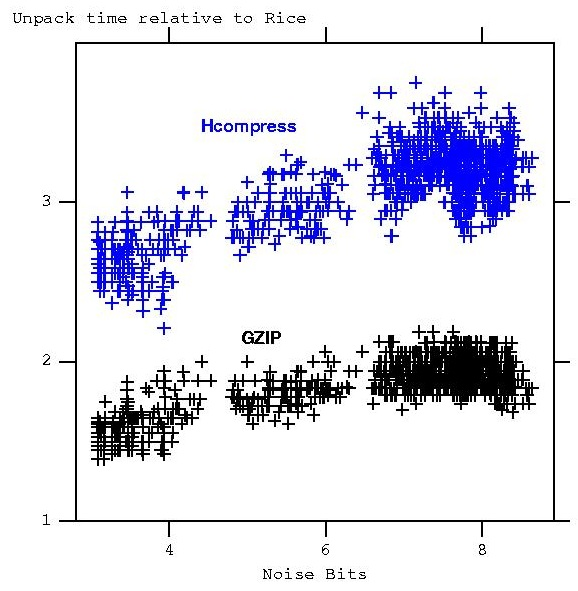 Unpack time relative to Rice
Hcompress
3
GZIP
2
1
4 6 8
Noise Bits